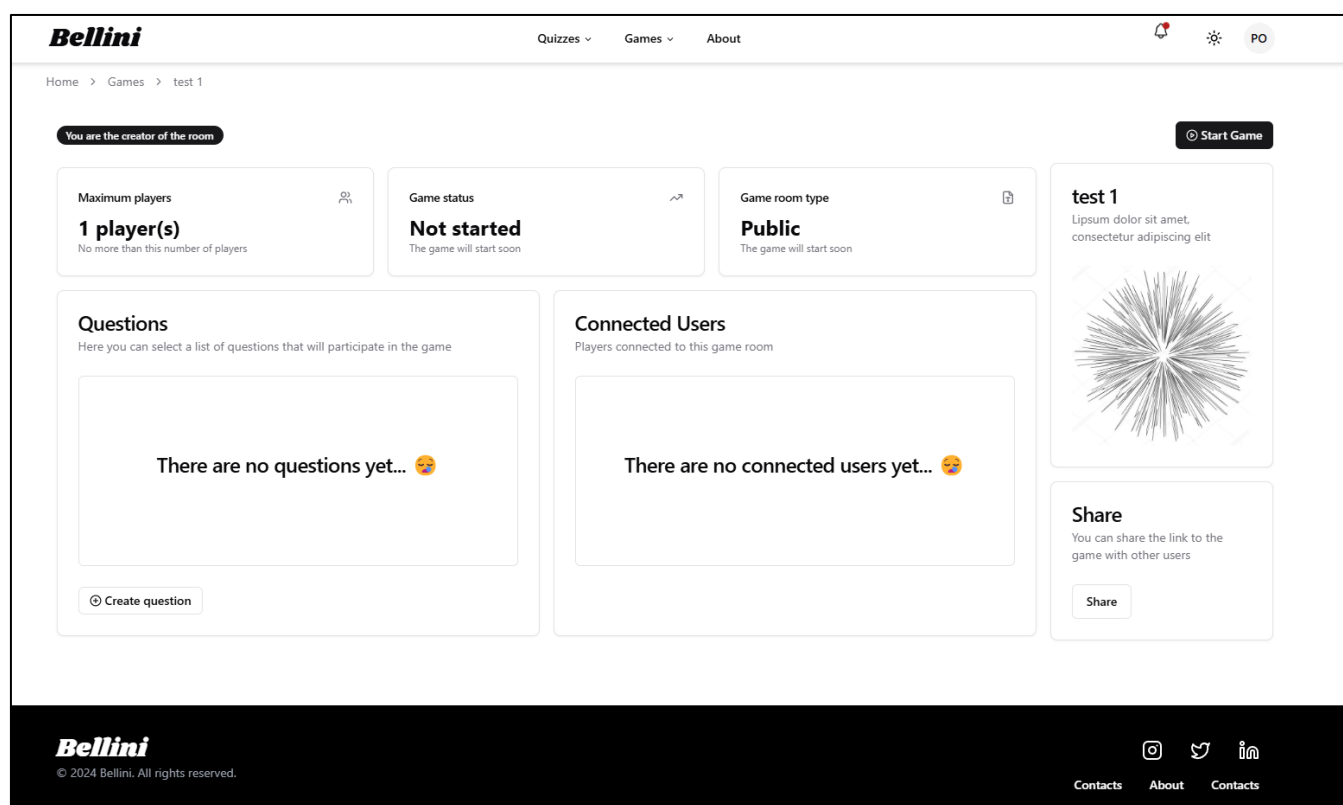 Bellini
Quizzes
Games
About
PO
Home > Games > test 1
You are the creator of the room
Start Game
Maximum players
1 player(s)
No more than this number of players
Game status
Not started
The game will start soon
Game room type
Public
The game will start soon
test 1
Lipsum dolor sit amet,
consectetur adipiscing elit
Questions
Here you can select a list of questions that will participate in the game
There are no questions yet... 😪
Create question
Connected Users
Players connected to this game room
There are no connected users yet... 😪
Share
You can share the link to the
game with other users
Share
Bellini
© 2024 Bellini. All rights reserved.
Contacts
About
Contacts